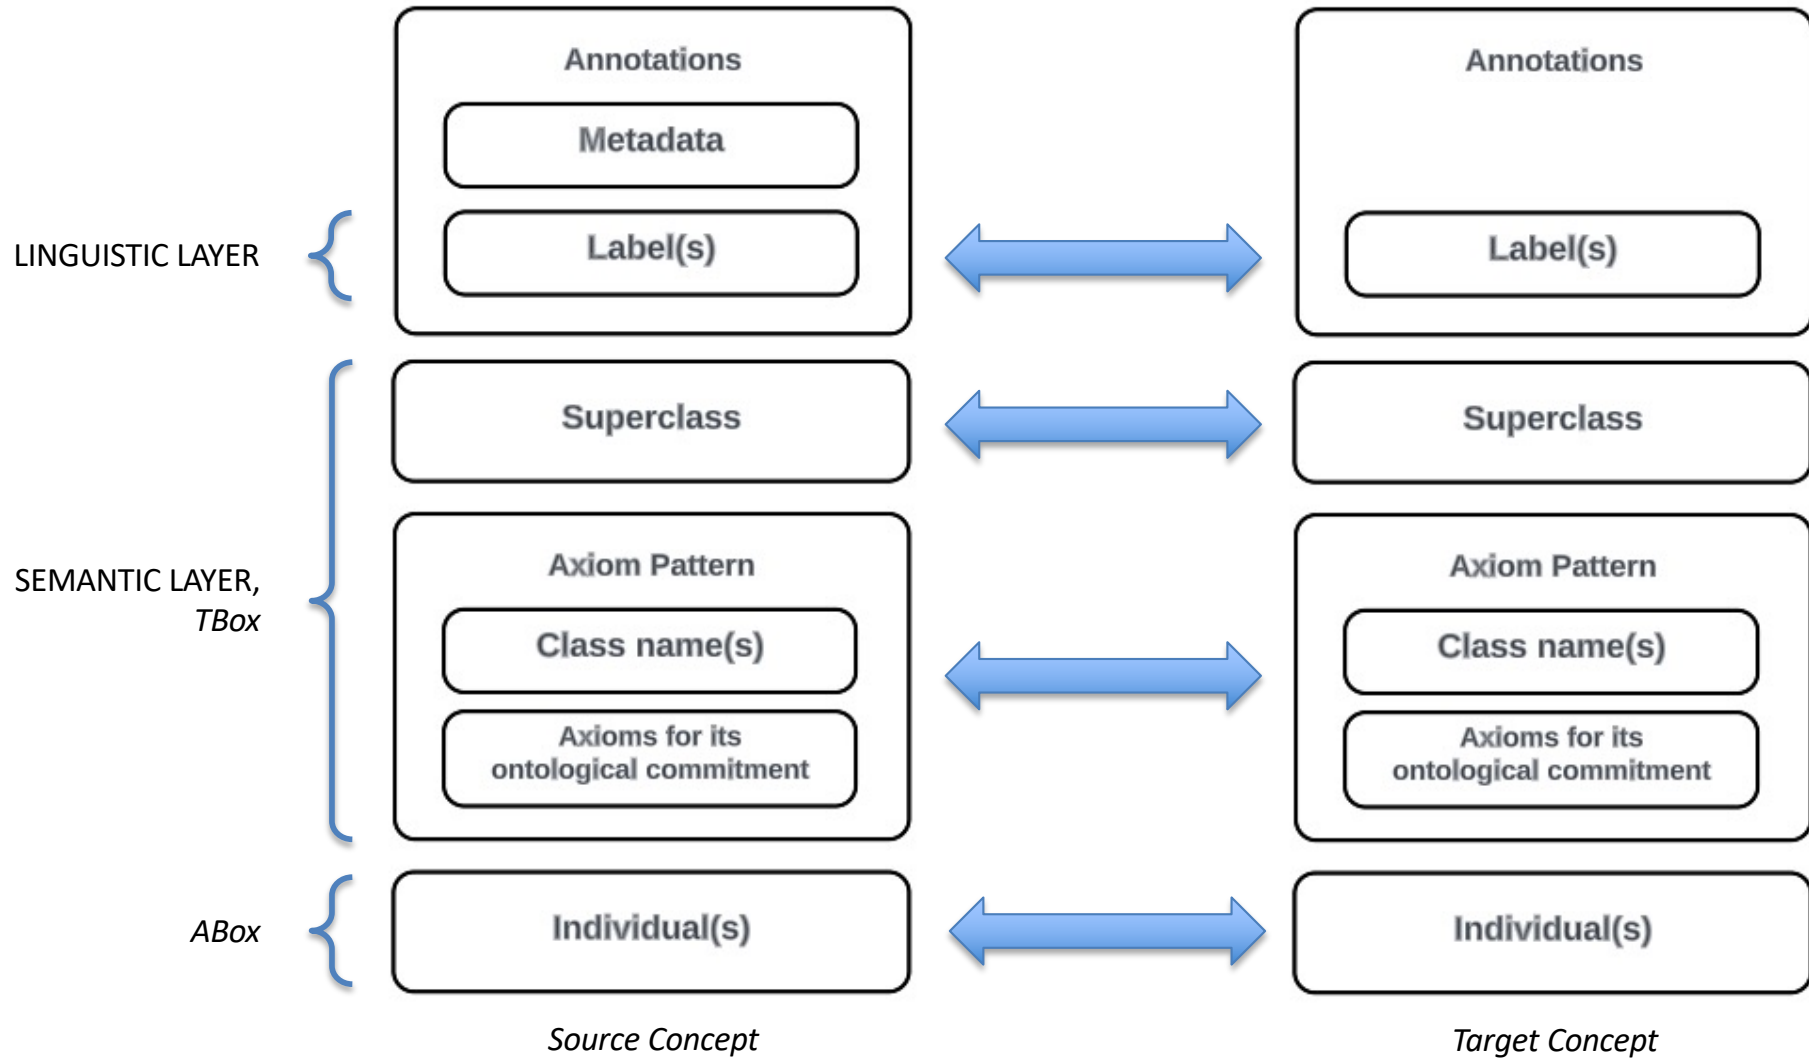 Annotations
Annotations
Metadata
LINGUISTIC LAYER
Label(s)
Label(s)
Superclass
Superclass
SEMANTIC LAYER,
TBox
Axiom Pattern
Axiom Pattern
Class name(s)
Class name(s)
Axioms for its
ontological commitment
Axioms for its
ontological commitment
ABox
Individual(s)
Individual(s)
Source Concept
Target Concept